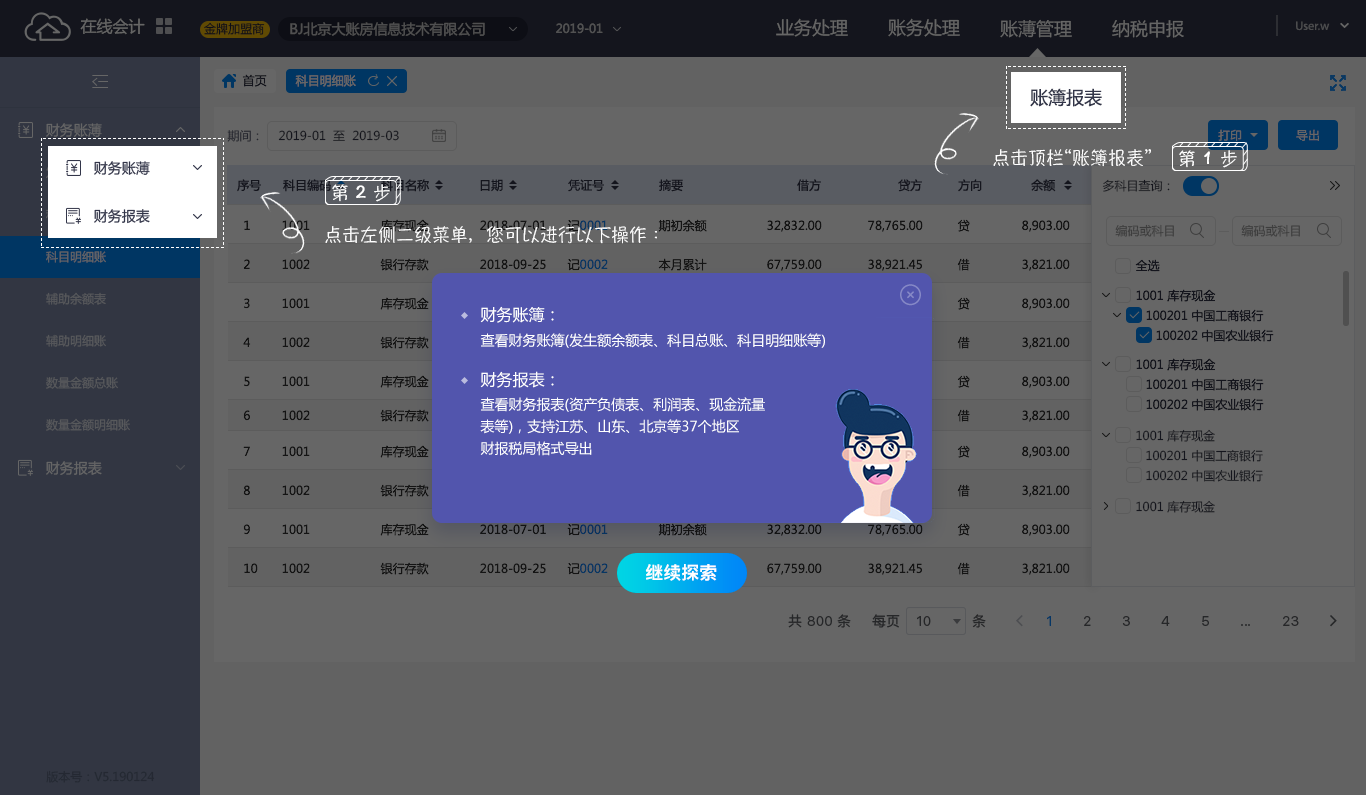 在线会计
金牌加盟商
BJ北京大账房信息技术有限公司
2019-01
业务处理
账务处理
账薄管理
纳税申报
User.w
首页
科目明细账
账簿报表
期间：
2019-01 至 2019-03
打印
导出
点击顶栏“账簿报表”
第 1 步
财务账薄
财务账薄
财务报表
科目明细账
辅助余额表
辅助明细账
数量金额总账
数量金额明细账
财务报表
版本号：V5.190124
序号 科目编码 科目名称 日期 凭证号 摘要 借方 贷方 方向 余额
第 2 步
点击左侧二级菜单，您可以进行以下操作：
1 1001 库存现金 2018-07-01 记0001 期初余额 32,832.00 78,765.00 贷 8,903.00
2 1002 银行存款 2018-09-25 记0002 本月累计 67,759.00 38,921.45 借 3,821.00
3 1001 库存现金 贷 8,903.00
4 1002 银行存款 借 3,821.00
5 1001 库存现金 贷 8,903.00
6 1002 银行存款 借 3,821.00
7 1001 库存现金 贷 8,903.00
8 1002 银行存款 借 3,821.00
9 1001 库存现金 2018-07-01 记0001 期初余额 32,832.00 78,765.00 贷 8,903.00
10 1002 银行存款 2018-09-25 记0002 67,759.00 38,921.45 借 3,821.00
财务账簿：
查看财务账簿(发生额余额表、科目总账、科目明细账等)
财务报表：
查看财务报表(资产负债表、利润表、现金流量
表等)，支持江苏、山东、北京等37个地区
财报税局格式导出
继续探索
多科目查询：
编码或科目 – 编码或科目
全选
1001 库存现金
100201 中国工商银行
100202 中国农业银行
1001 库存现金
100201 中国工商银行
100202 中国农业银行
1001 库存现金
100201 中国工商银行
100202 中国农业银行
1001 库存现金
共 800 条 每页 10 条 1 2 3 4 5 ... 23